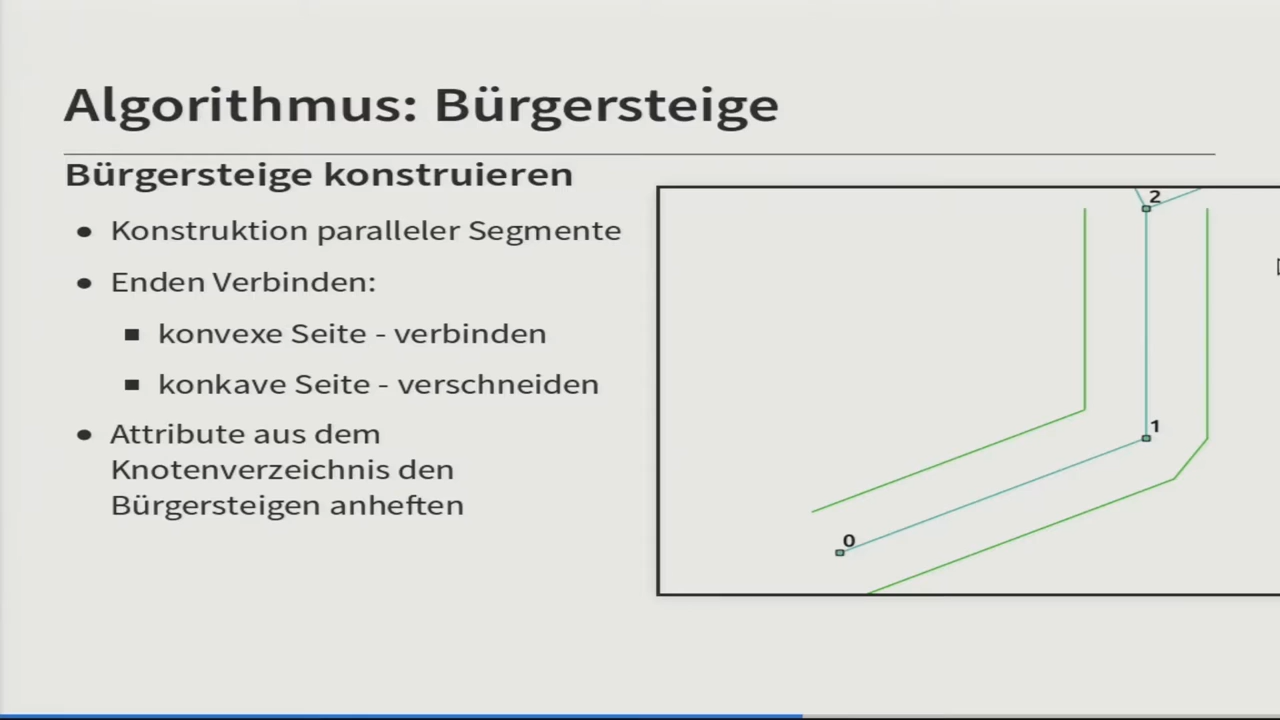 Algorithmus: Bürgersteige
Bürgersteige konstruieren
• Konstruktion paralleler Segmente
• Enden Verbinden:
▪ konvexe Seite - verbinden
▪ konkave Seite - verschneiden
• Attribute aus dem
Knotenverzeichnis den
Bürgersteigen anheften
2
1
0